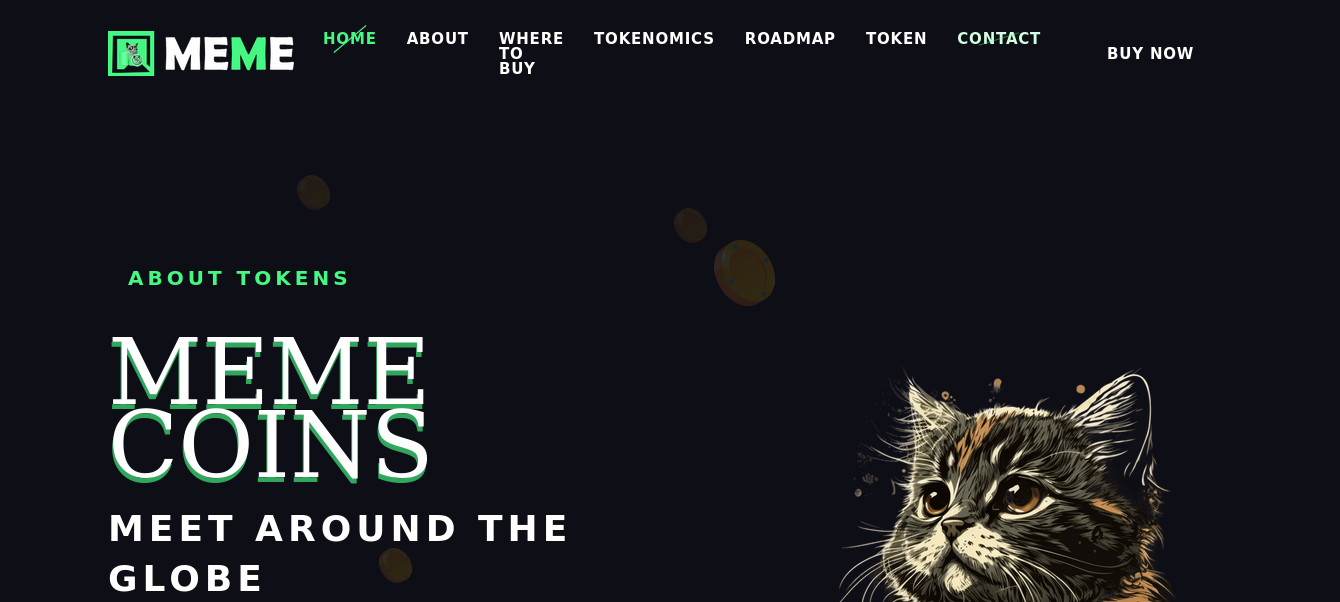 MEME
HOME
ABOUT
WHERE
TO
BUY
TOKENOMICS
ROADMAP
TOKEN
CONTACT
BUY NOW
ABOUT TOKENS
MEME
COINS
MEET AROUND THE
GLOBE